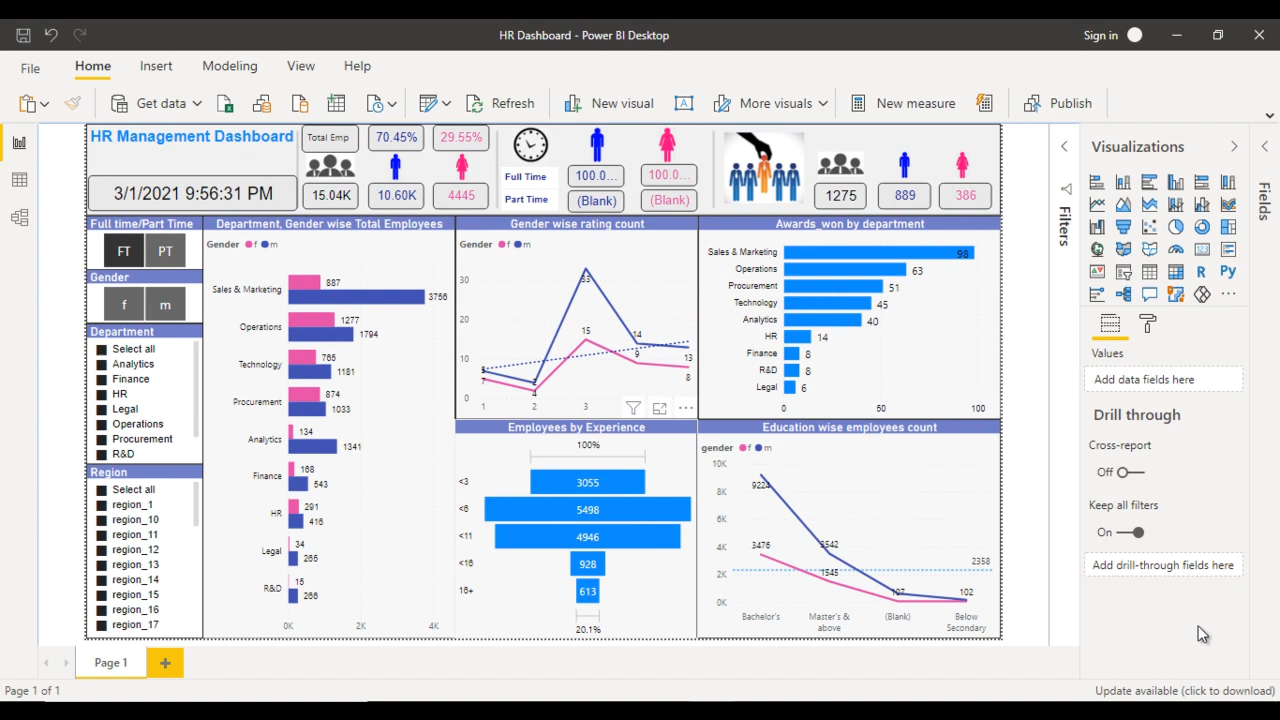 HR Dashboard - Power BI Desktop
Sign in
File Home Insert Modeling View Help
Get data Refresh New visual More visuals New measure Publish
HR Management Dashboard
3/1/2021 9:56:31 PM
Total Emp 70.45% 29.55%
15.04K 10.60K 4445
Full Time 100.0... 100.0...
Part Time (Blank) (Blank)
1275 889 386
Full time/Part Time
FT PT
Gender
f m
Department
Select all
Analytics
Finance
HR
Legal
Operations
Procurement
R&D
Region
Select all
region_1
region_10
region_11
region_12
region_13
region_14
region_15
region_16
region_17
Department, Gender wise Total Employees
Gender f m
Sales & Marketing 887 3756
Operations 1277 1794
Technology 765 1181
Procurement 874 1033
Analytics 134 1341
Finance 168 543
HR 291 416
Legal 34 265
R&D 16 266
0K 2K 4K
Gender wise rating count
Gender f m
30
20
10
0
33
15
14
9
13
8
4
1 2 3
Awards_won by department
Sales & Marketing 98
Operations 63
Procurement 51
Technology 45
Analytics 40
HR 14
Finance 8
R&D 8
Legal 6
0 50 100
Employees by Experience
100%
<3 3055
<6 5498
<11 4946
<16 928
16+ 613
20.1%
Education wise employees count
gender f m
10K
8K
6K
4K
2K
0K
9224
3476
3542
1545
107
102
2358
Bachelor's
Master's &
above
(Blank)
Below
Secondary
Filters
Visualizations
R Py
Values
Add data fields here
Drill through
Cross-report
Off
Keep all filters
On
Add drill-through fields here
Fields
Page 1
Page 1 of 1
Update available (click to download)